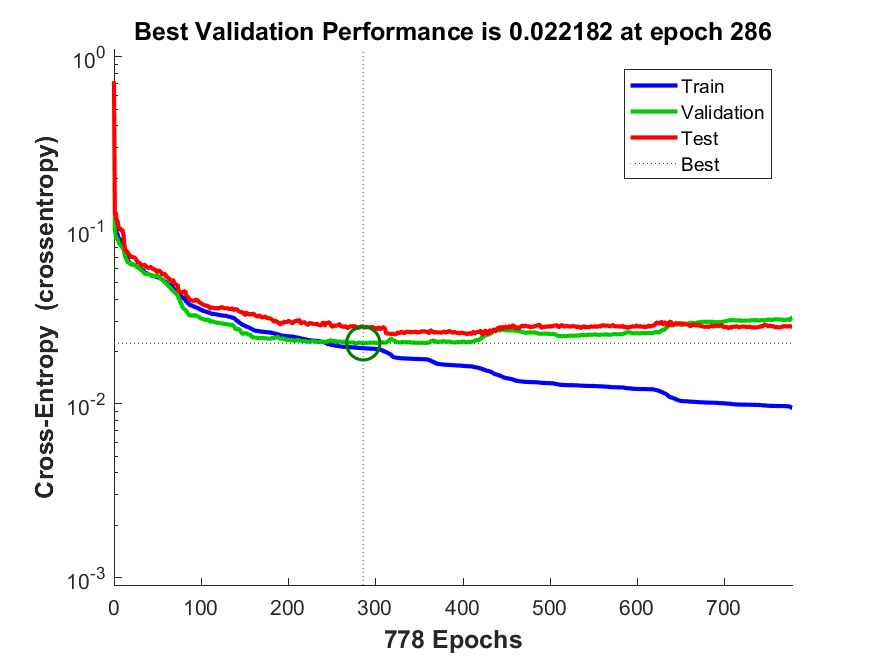 Best Validation Performance is 0.022182 at epoch 286
Cross-Entropy (crossentropy)
10^0
10^-1
10^-2
10^-3
Train
Validation
Test
Best
0 100 200 300 400 500 600 700
778 Epochs